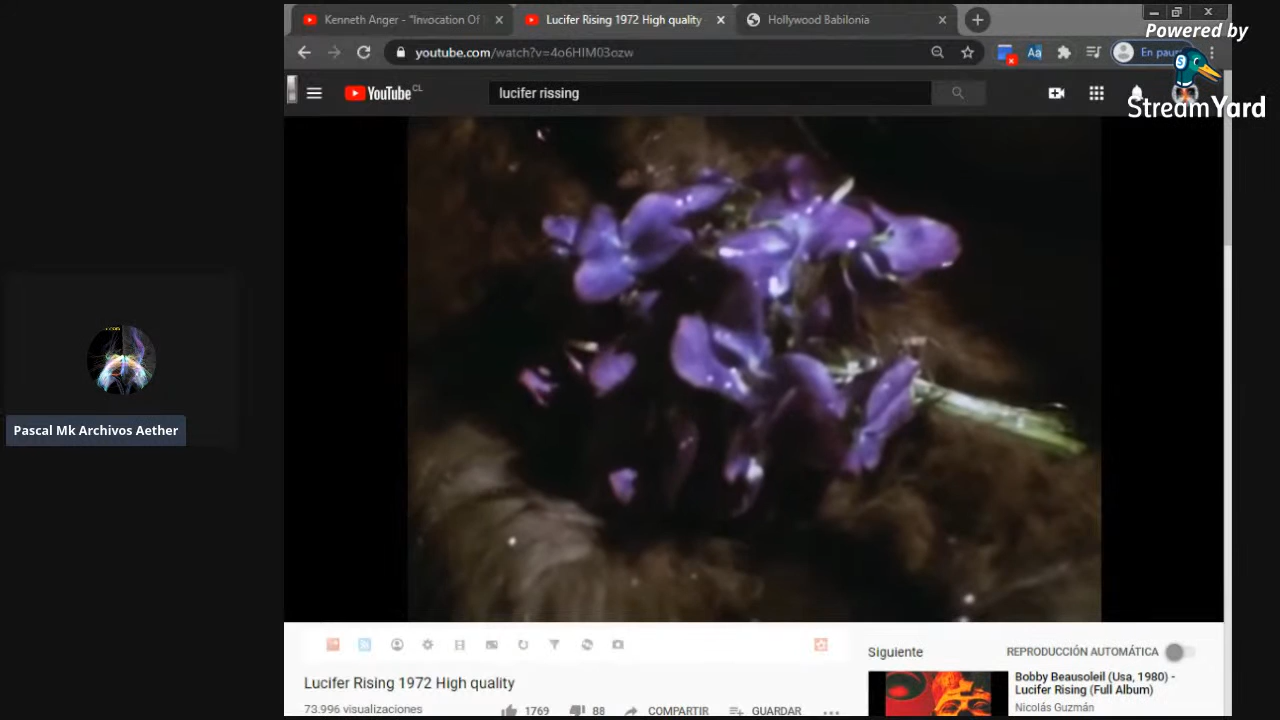 Kenneth Anger - "Invocation Of
Lucifer Rising 1972 High quality
Hollywood Babilonia
Powered by
StreamYard
youtube.com/watch?v=4o6HIM03ozw
En pau
YouTube CL
lucifer rissing
Pascal Mk Archivos Aether
Lucifer Rising 1972 High quality
73.996 visualizaciones
1769
88
COMPARTIR
GUARDAR
Siguiente
REPRODUCCIÓN AUTOMÁTICA
Bobby Beausoleil (Usa, 1980) -
Lucifer Rising (Full Album)
Nicolás Guzmán